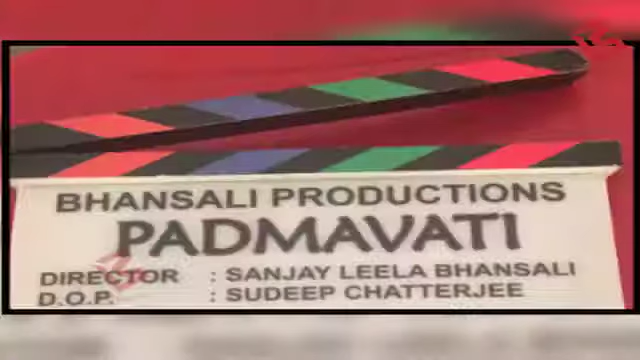 BHANSALI PRODUCTIONS
PADMAVATI
DIRECTOR : SANJAY LEELA BHANSALI
D.O.P. : SUDEEP CHATTERJEE